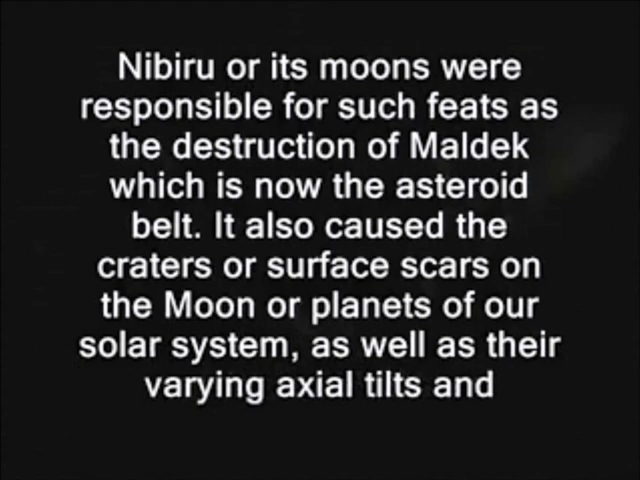 Nibiru or its moons were
responsible for such feats as
the destruction of Maldek
which is now the asteroid
belt. It also caused the
craters or surface scars on
the Moon or planets of our
solar system, as well as their
varying axial tilts and